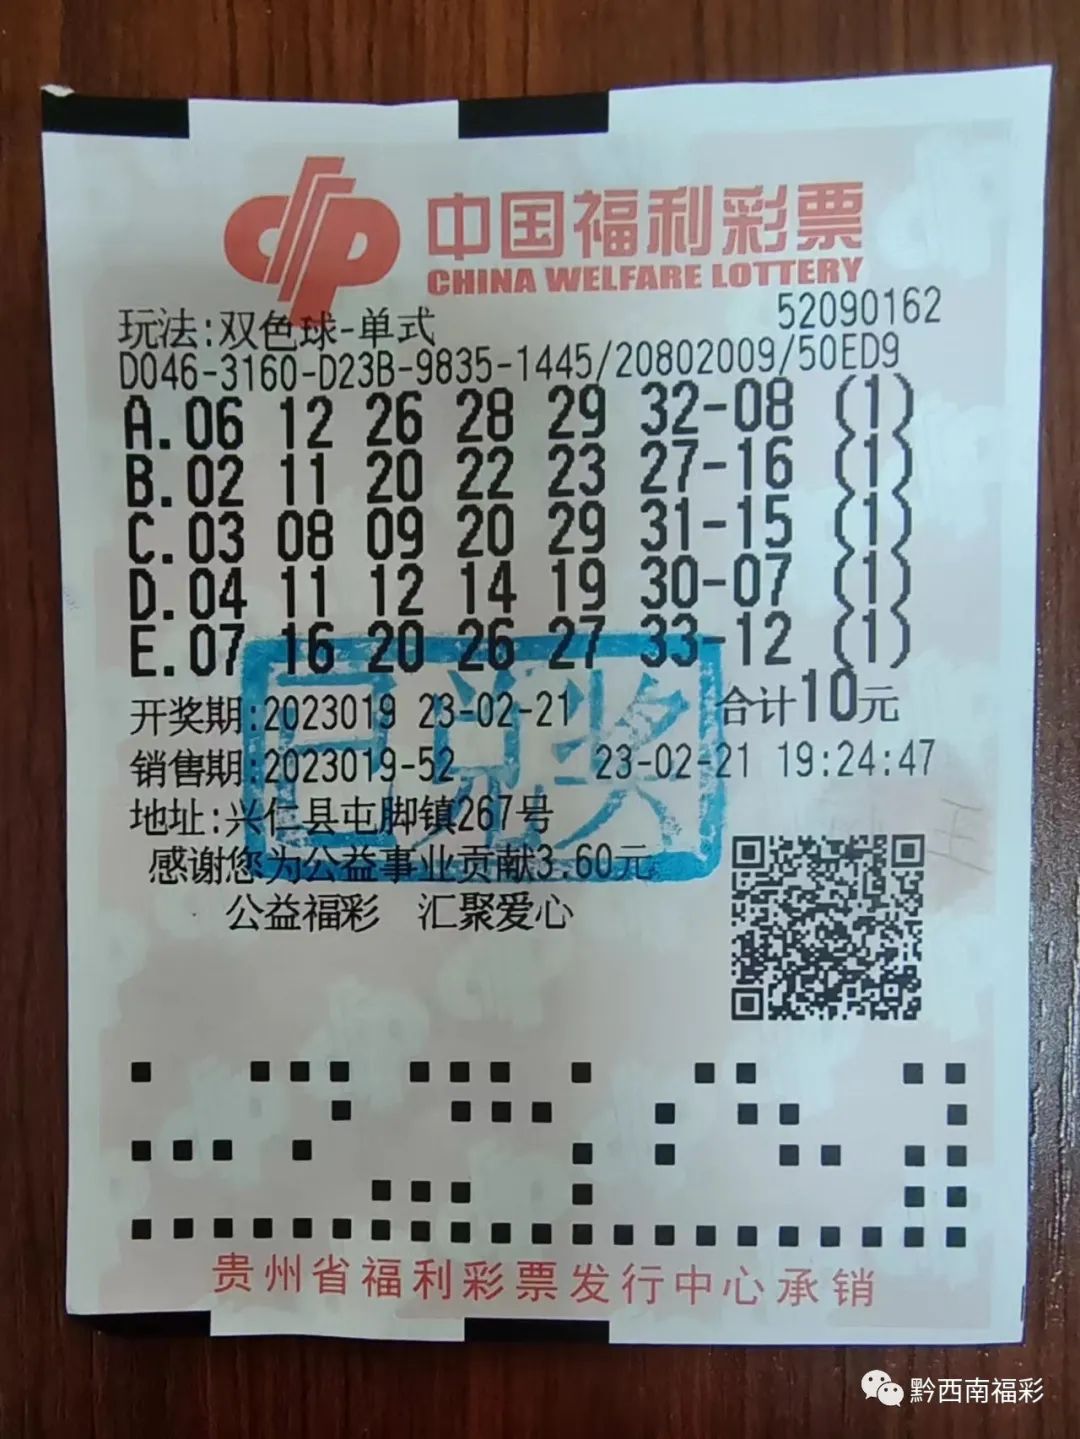 中国福利彩票
CHINA WELFARE LOTTERY
52090162
玩法:双色球-单式
D046-3160-D23B-9835-1445/20802009/50ED9
A.06 12 26 28 29 32-08 (1)
B.02 11 20 22 23 27-16 (1)
C.03 08 09 20 29 31-15 (1)
D.04 11 12 14 19 30-07 (1)
E.07 16 20 26 27 33-12 (1)
开奖期:2023019 23-02-21 合计10元
销售期:2023019-52 23-02-21 19:24:47
地址:兴仁县屯脚镇267号
已兑奖
感谢您为公益事业贡献3.60元
公益福彩 汇聚爱心
贵州省福利彩票发行中心承销
黔西南福彩